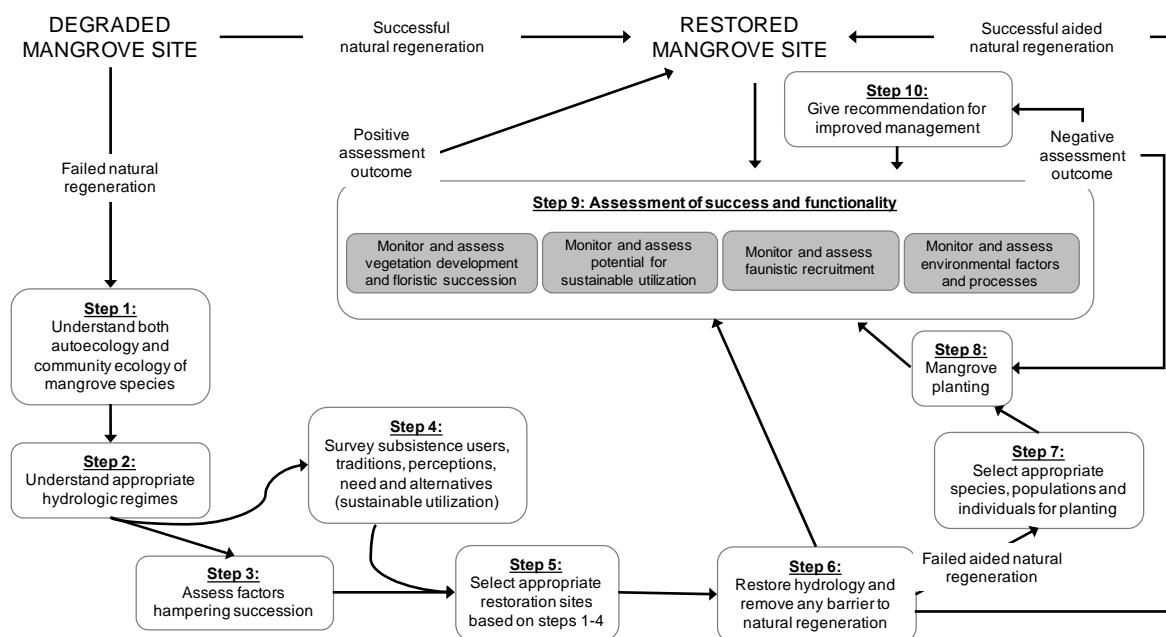 DEGRADED
MANGROVE SITE
Successful
natural regeneration
RESTORED
MANGROVE SITE
Successful aided
natural regeneration
Step 10:
Give recommendation for
improved management
Positive
assessment
outcome
Negative
assessment
outcome
Failed natural
regeneration
Step 9: Assessment of success and functionality
Monitor and assess
vegetation development
and floristic succession
Monitor and assess
potential for
sustainable utilization
Monitor and assess
faunistic recruitment
Monitor and assess
environmental factors
and processes
Step 1:
Understand both
autoecology and
community ecology of
mangrove species
Step 8:
Mangrove
planting
Step 2:
Understand appropriate
hydrologic regimes
Step 4:
Survey subsistence users,
traditions, perceptions,
need and alternatives
(sustainable utilization)
Step 7:
Select appropriate
species, populations and
individuals for planting
Step 3:
Assess factors
hampering succession
Step 5:
Select appropriate
restoration sites
based on steps 1-4
Step 6:
Restore hydrology and
remove any barrier to
natural regeneration
Failed aided natural
regeneration